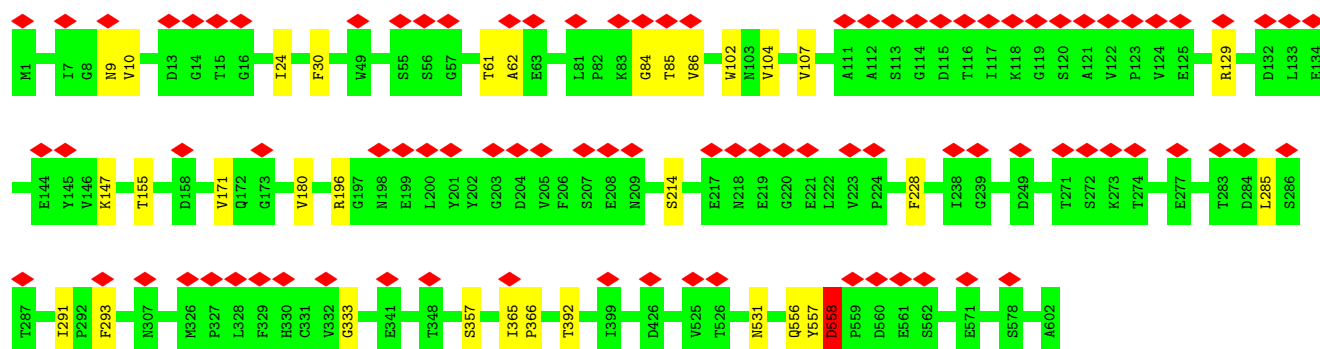 M1 I7 G8 N9 V10 D13 G14 T15 G16 I24 F30 W49 S55 S56 G57 T61 A62 E63 L81 P82 K83 G84 T85 V86 W102 N103 V104 V107 A111 A112 S113 G114 D115 T116 I117 K118 G119 S120 A121 V122 P123 V124 E125 R129 D132 L133 E134
E144 Y145 V146 K147 T155 D158 V171 Q172 G173 V180 R196 G197 N198 E199 L200 Y201 Y202 G203 D204 V205 F206 S207 E208 N209 S214 E217 N218 E219 G220 E221 L222 V223 P224 F228 I238 G239 D249 T271 S272 K273 T274 E277 T283 D284 L285 S286
T287 I291 P292 F293 N307 M326 P327 L328 F329 H330 G331 V332 G333 E341 T348 S357 I365 P366 T392 I399 D426 V525 T526 N531 Q556 Y557 D558 P559 D560 E561 S562 E571 S578 A602